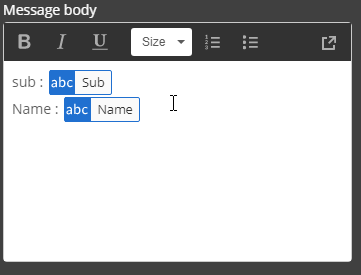 Message body
B I U Size
sub : abc Sub
Name : abc Name